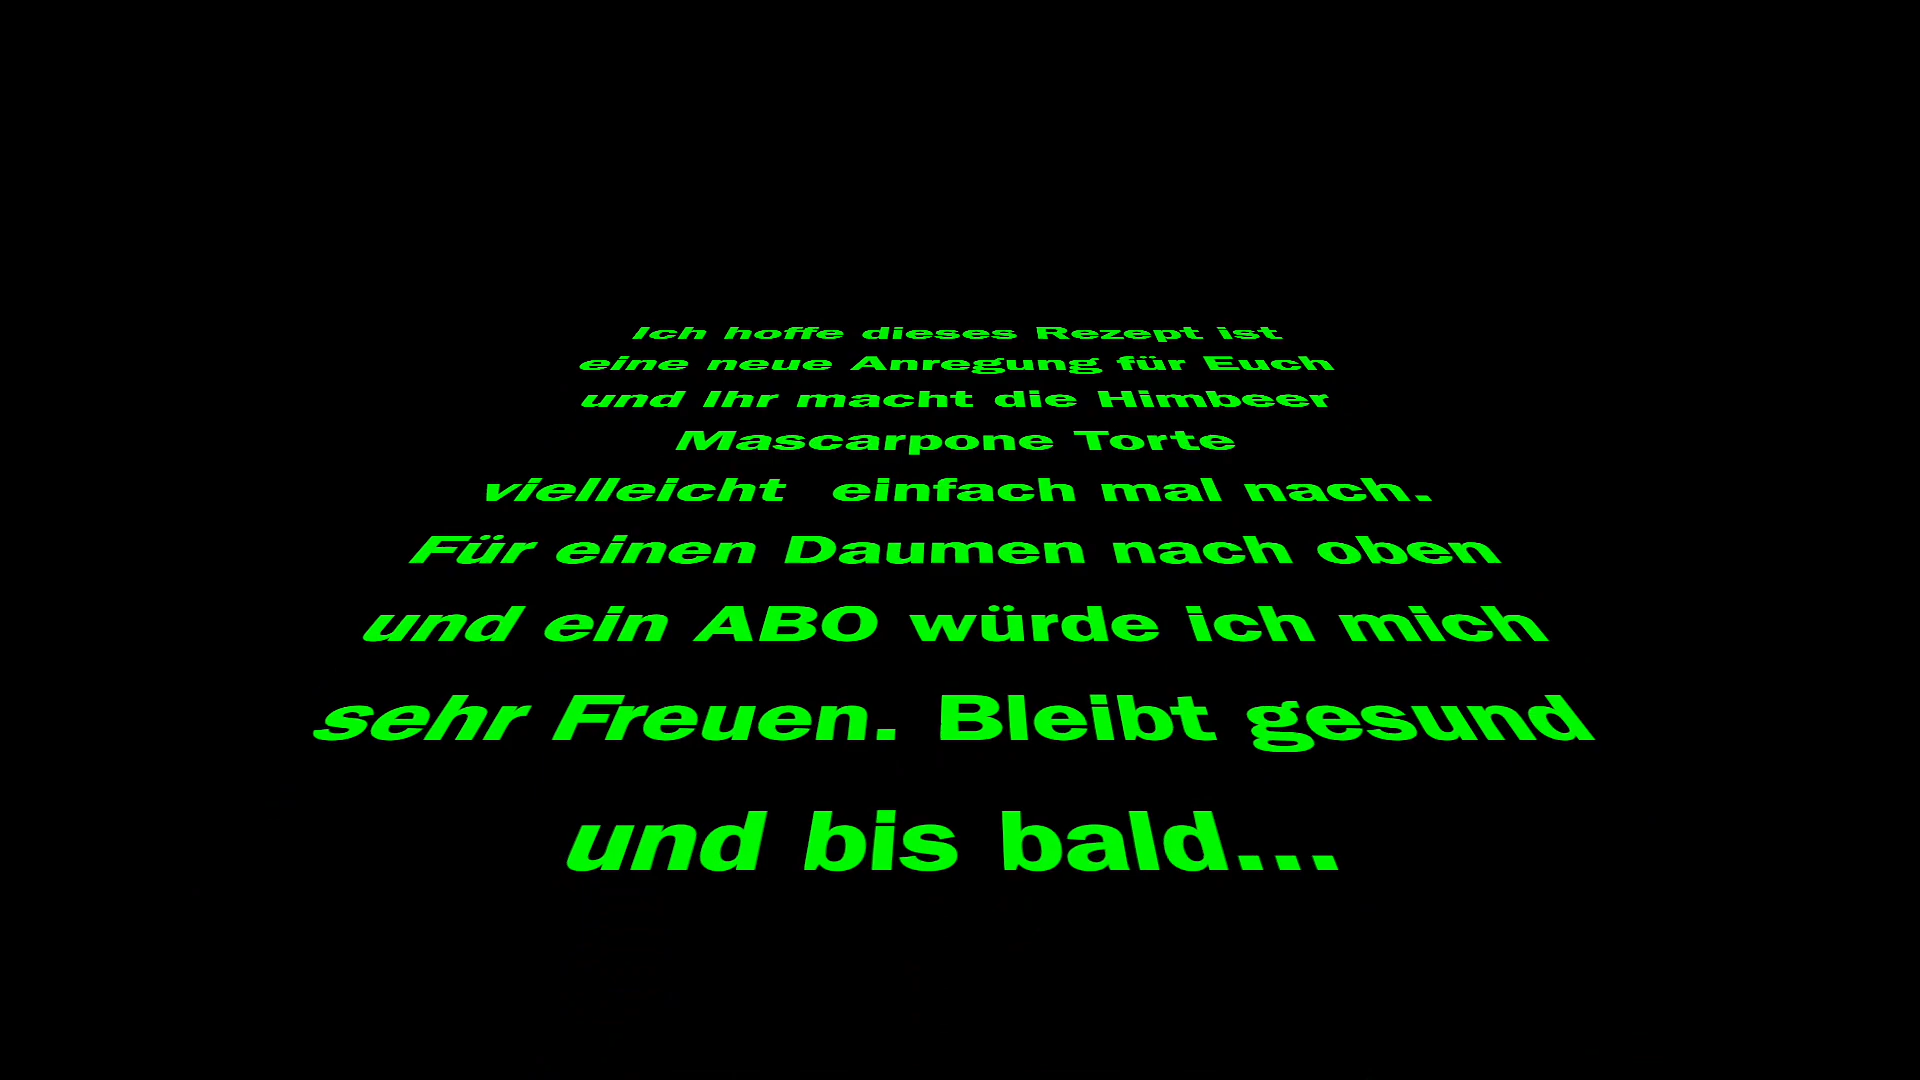 Ich hoffe dieses Rezept ist
eine neue Anregung für Euch
und Ihr macht die Himbeer
Mascarpone Torte
vielleicht  einfach mal nach.
Für einen Daumen nach oben
und ein ABO würde ich mich
sehr Freuen. Bleibt gesund
und bis bald...